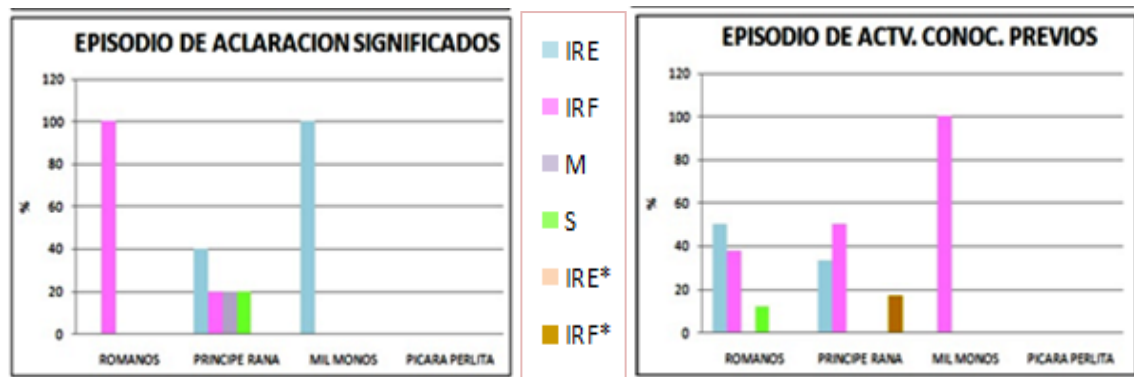 EPISODIO DE ACLARACION SIGNIFICADOS
120
100
80
60
40
20
0
%
ROMANOS PRINCIPE RANA MIL MONOS PICARA PERLITA
IRE
IRF
M
S
IRE*
IRF*
EPISODIO DE ACTV. CONOC. PREVIOS
120
100
80
60
40
20
0
%
ROMANOS PRINCIPE RANA MIL MONOS PICARA PERLITA